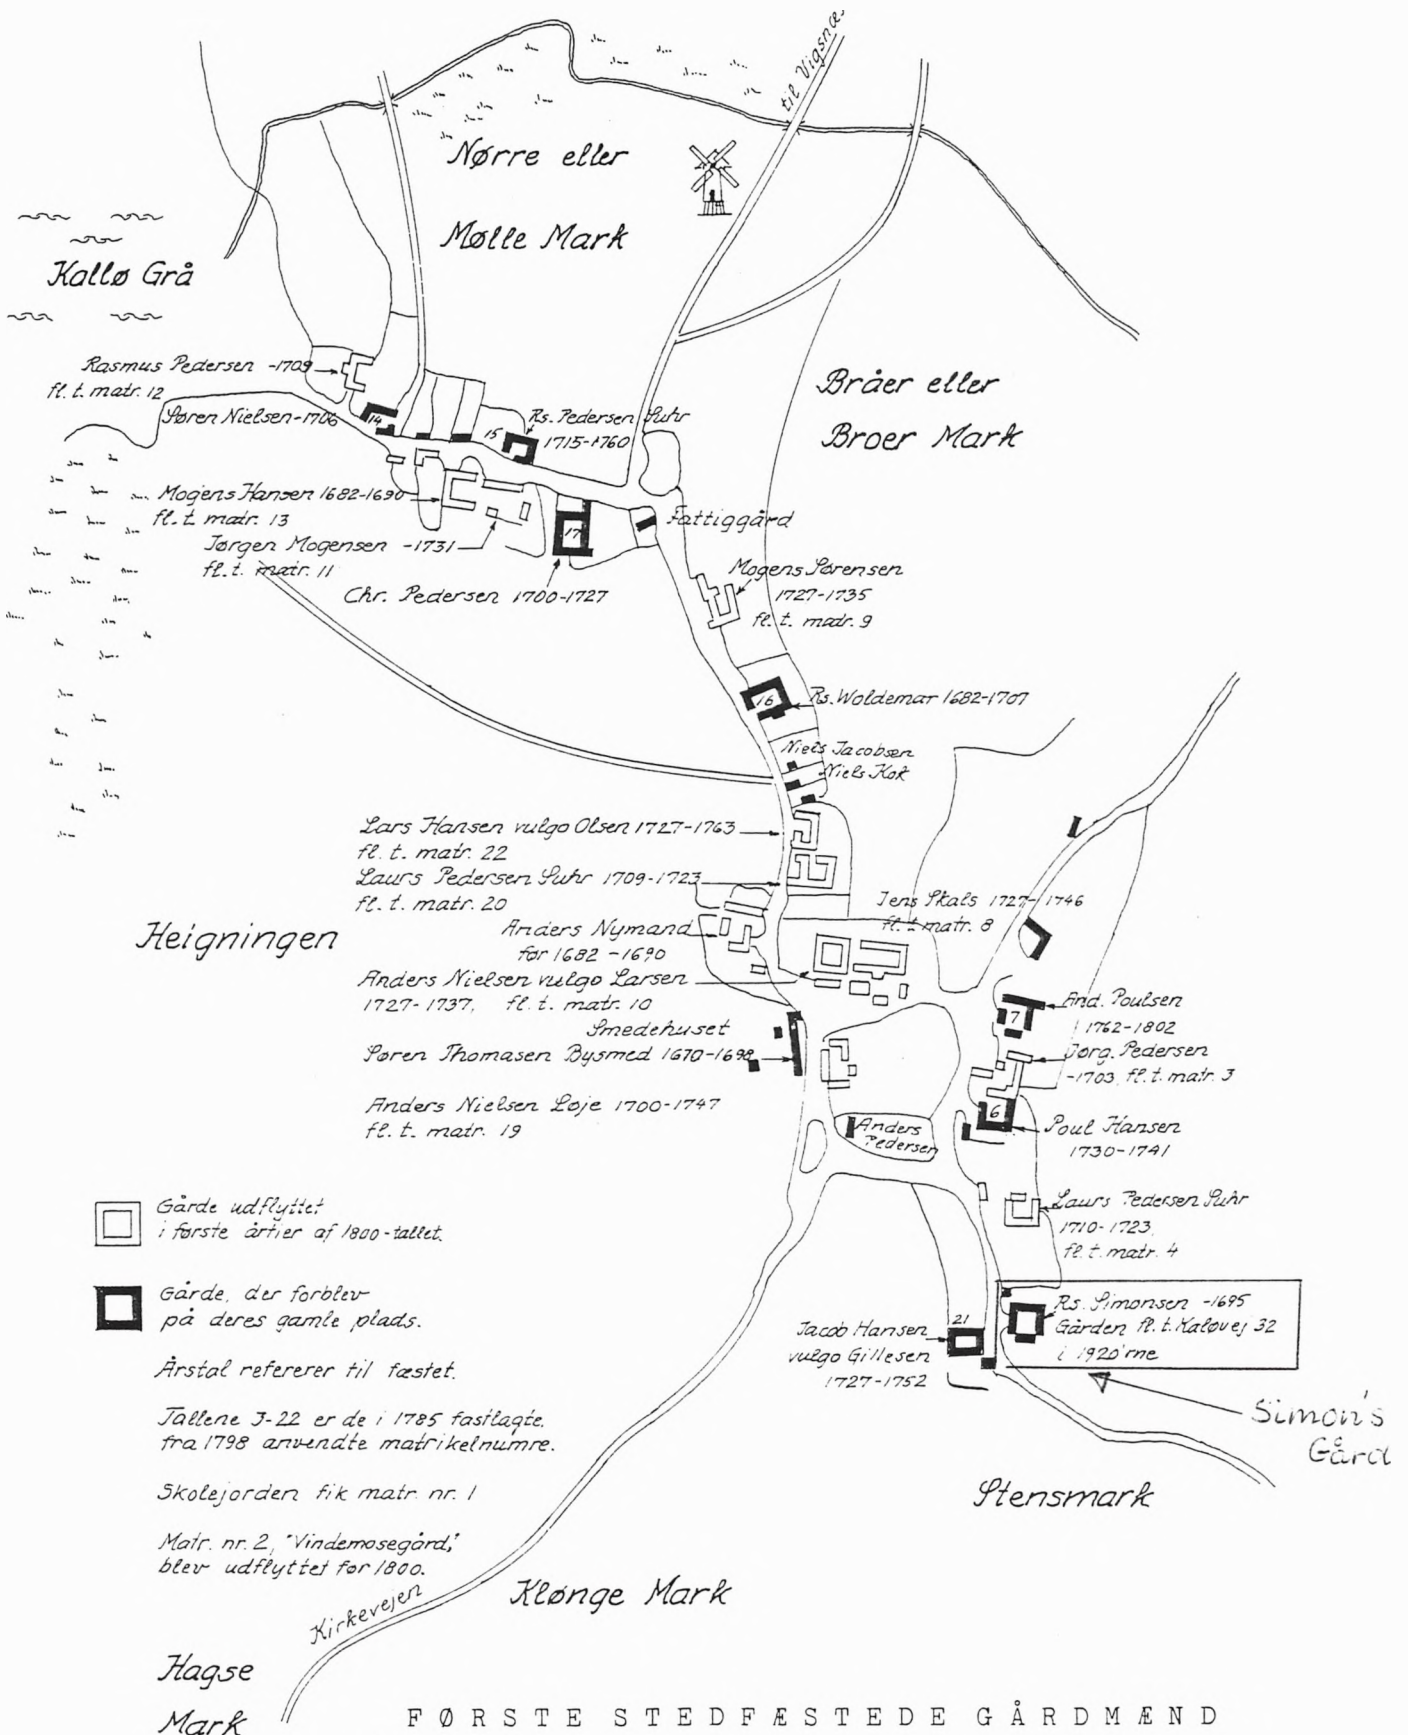 til Vigsnæ.
Nørre eller
Mølle Mark
Kallø Grå
Rasmus Pedersen -1709
fl. t. matr. 12
Søren Nielsen-1706
14
15
Rs. Pedersen Suhr
1715-1760
Bråer eller
Broer Mark
Mogens Hansen 1682-1690
fl. t. matr. 13
Jørgen Mogensen -1731
fl. t. matr. 11
17
Fattiggård
Chr. Pedersen 1700-1727
Mogens Sørensen
1727-1735
fl. t. matr. 9
16
Rs. Woldemar 1682-1707
Niels Jacobsen
Niels Kok
Lars Hansen vulgo Olsen 1727-1763
fl. t. matr. 22
Laurs Pedersen Suhr 1709-1723
fl. t. matr. 20
Jens Skals 1727-1746
fl. t. matr. 8
Heigningen
Anders Nymand
før 1682 -1690
Anders Nielsen vulgo Larsen
1727-1737, fl. t. matr. 10
Smedehuset
Søren Thomasen Bysmed 1670-1698
7
And. Poulsen
1762-1802
Jørg. Pedersen
-1703, fl. t. matr. 3
Anders Nielsen Loje 1700-1747
fl. t. matr. 19
Anders
Pedersen
6
Poul Hansen
1730-1741
Gårde udflyttet
i første årtier af 1800-tallet.
Laurs Pedersen Suhr
1710-1723,
fl. t. matr. 4
Gårde, der forblev
på deres gamle plads.
Rs. Simonsen -1695
Gården fl. t. Kaløvej 32
i 1920'rne
21
Jacob Hansen
vulgo Gillesen
1727-1752
Årstal refererer til fæstet.
Simon's
Gård
Tallene 3-22 er de i 1785 fastlagte,
fra 1798 anvendte matrikelnumre.
Skolejorden fik matr. nr. 1
Stensmark
Matr. nr. 2, "Vindemosegård,"
blev udflyttet før 1800.
Kirkevejen
Klønge Mark
Hagse
Mark
FØRSTE STEDFÆSTEDE GÅRDMÆND